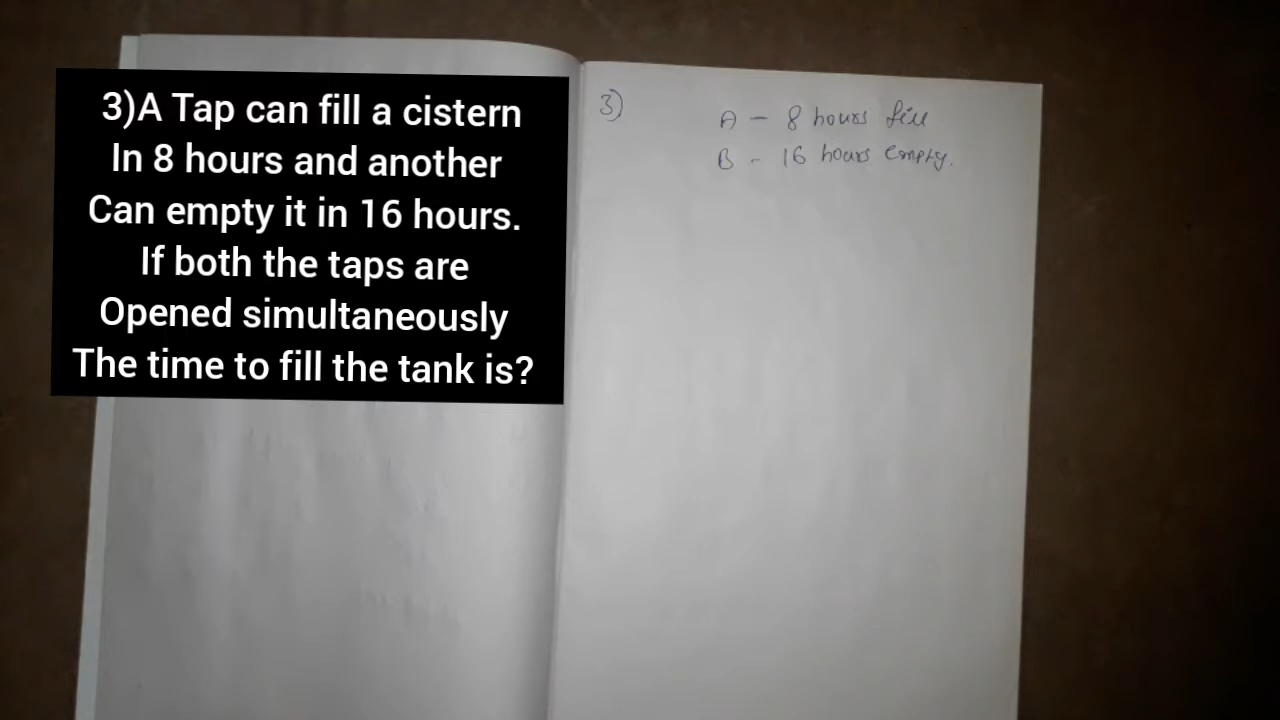 3)A Tap can fill a cistern
In 8 hours and another
Can empty it in 16 hours.
If both the taps are
Opened simultaneously
The time to fill the tank is?
3)
A - 8 hours fill
B - 16 hours empty.